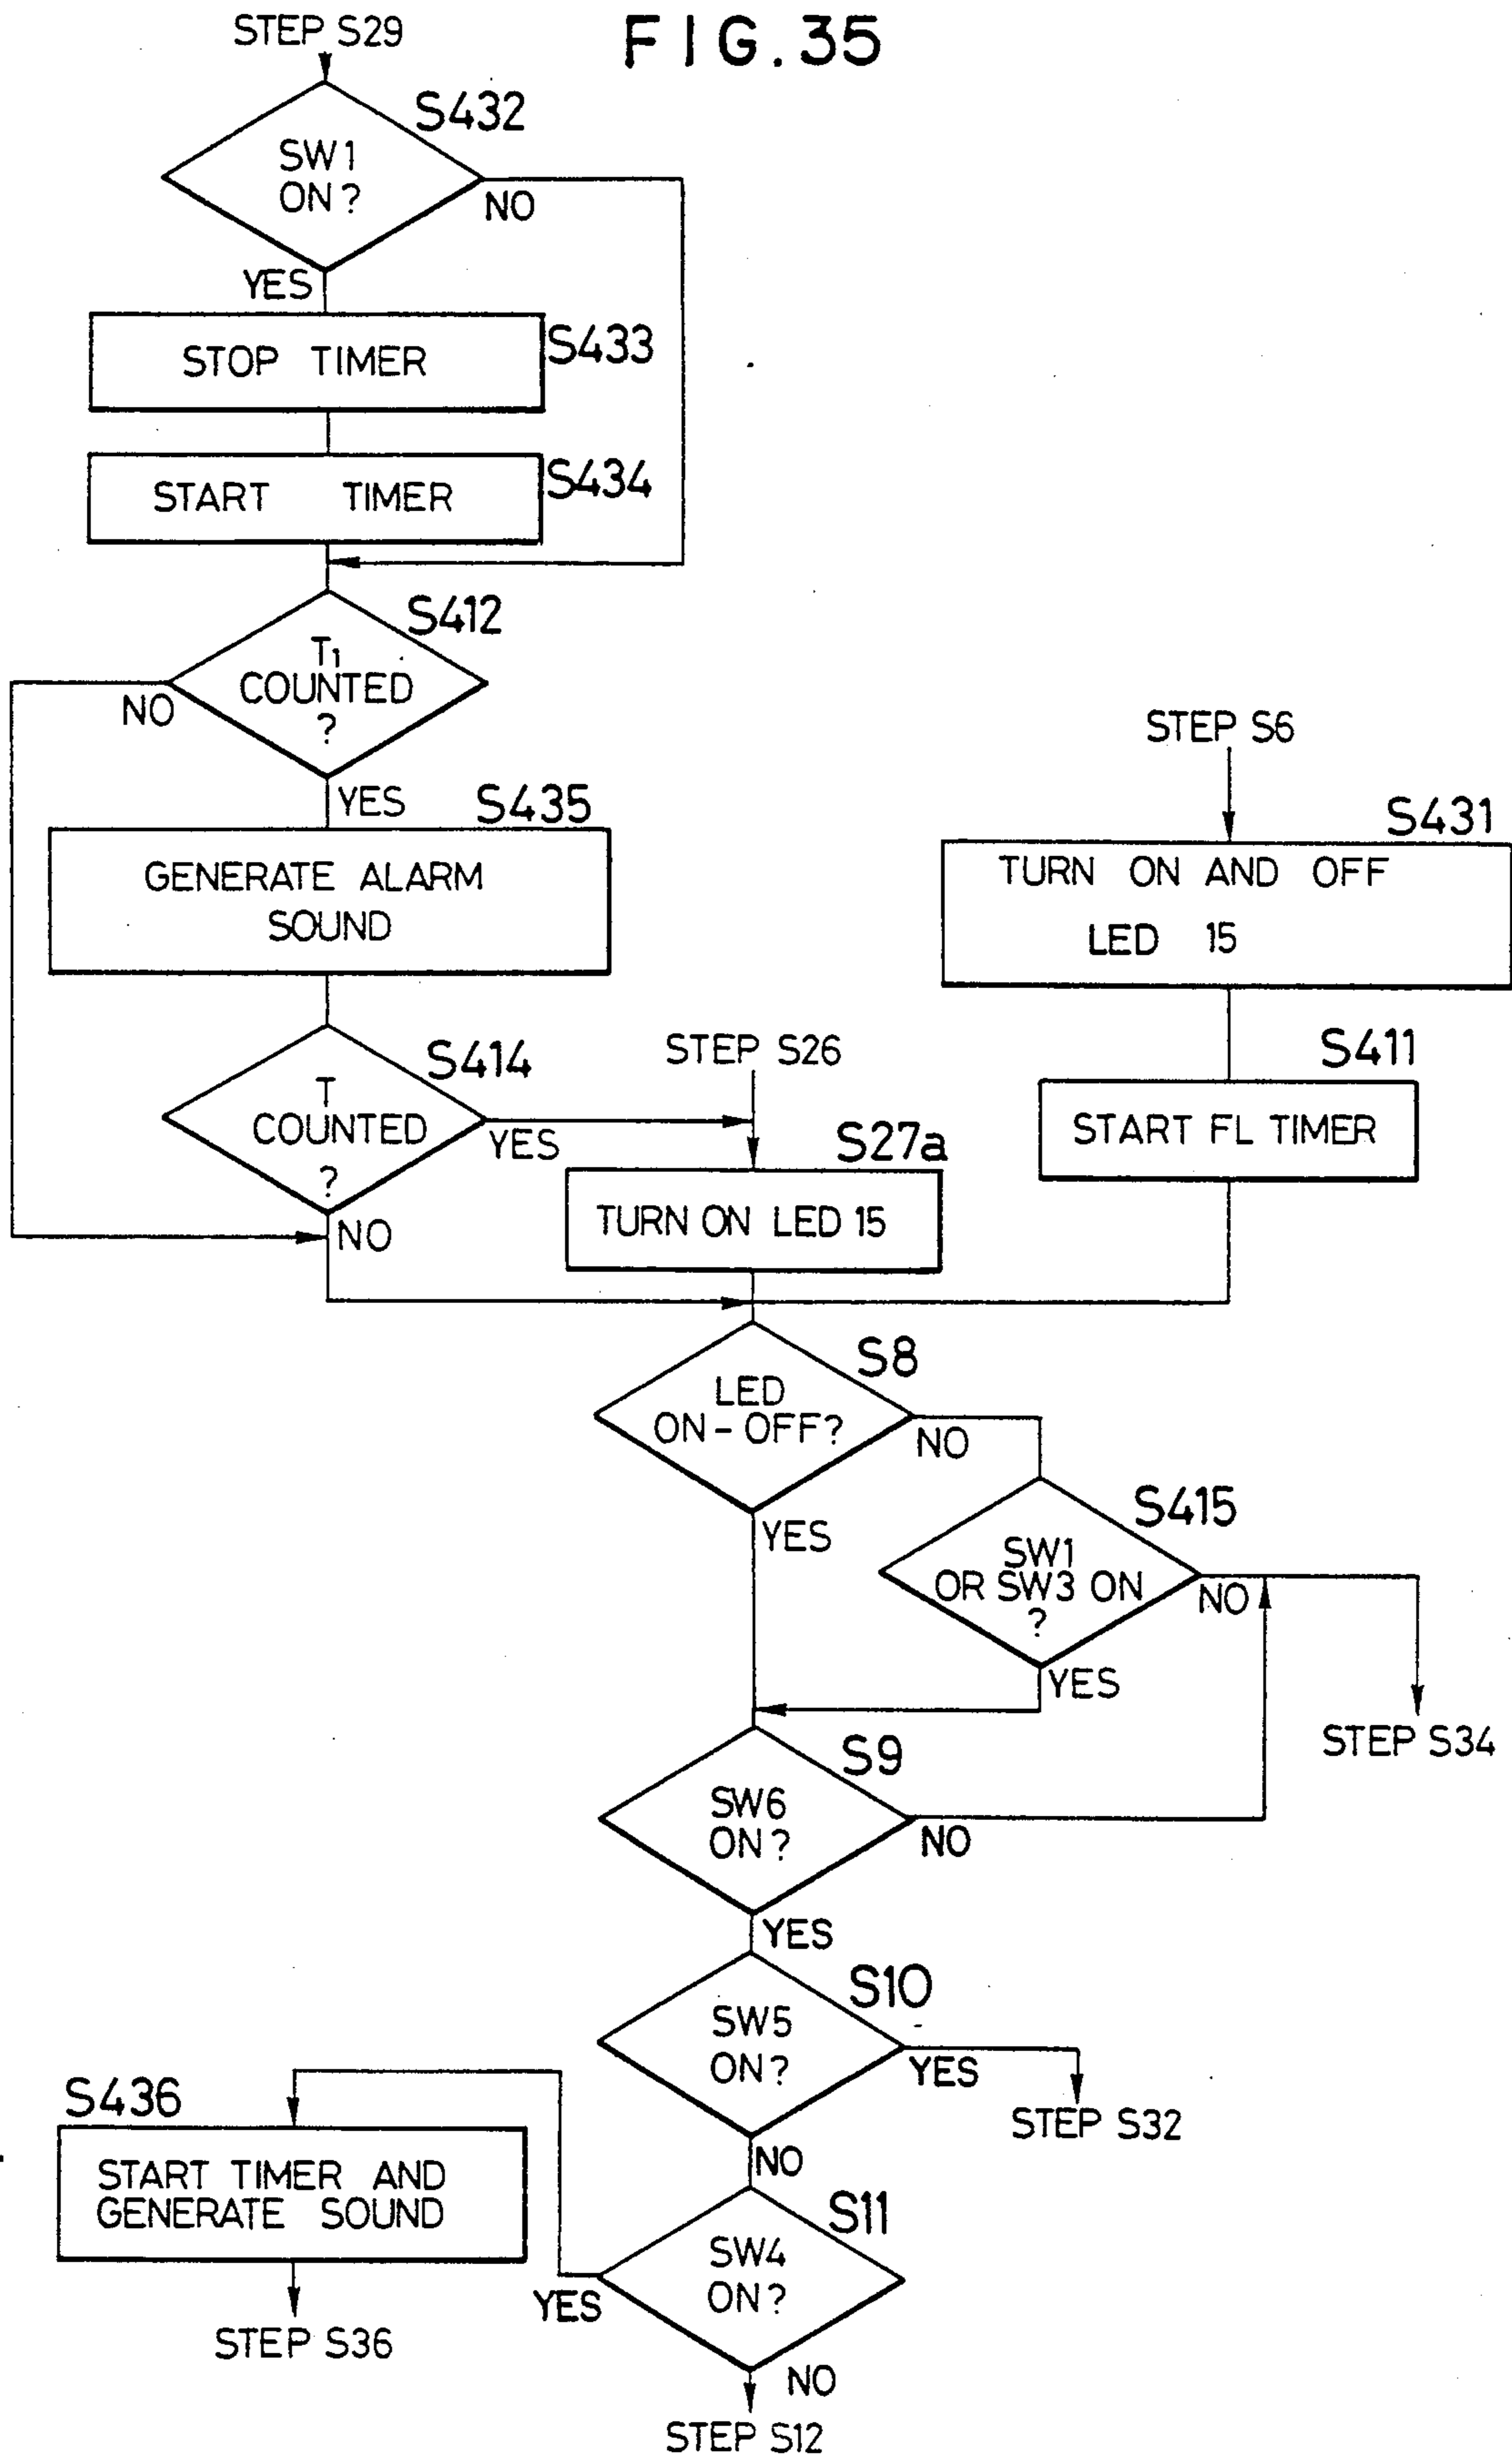 FIG.35
STEP S29
S432
SW1
ON?
NO
YES
STOP TIMER
S433
START TIMER
S434
S412
T1
COUNTED
?
NO
YES
S435
GENERATE ALARM
SOUND
STEP S6
S431
TURN ON AND OFF
LED 15
S411
START FL TIMER
S414
T
COUNTED
?
YES
NO
STEP S26
S27a
TURN ON LED 15
S8
LED
ON-OFF?
NO
YES
S415
SW1
OR SW3 ON
?
NO
YES
STEP S34
S9
SW6
ON?
NO
YES
S10
SW5
ON?
YES
STEP S32
NO
S436
START TIMER AND
GENERATE SOUND
STEP S36
S11
SW4
ON?
YES
NO
STEP S12